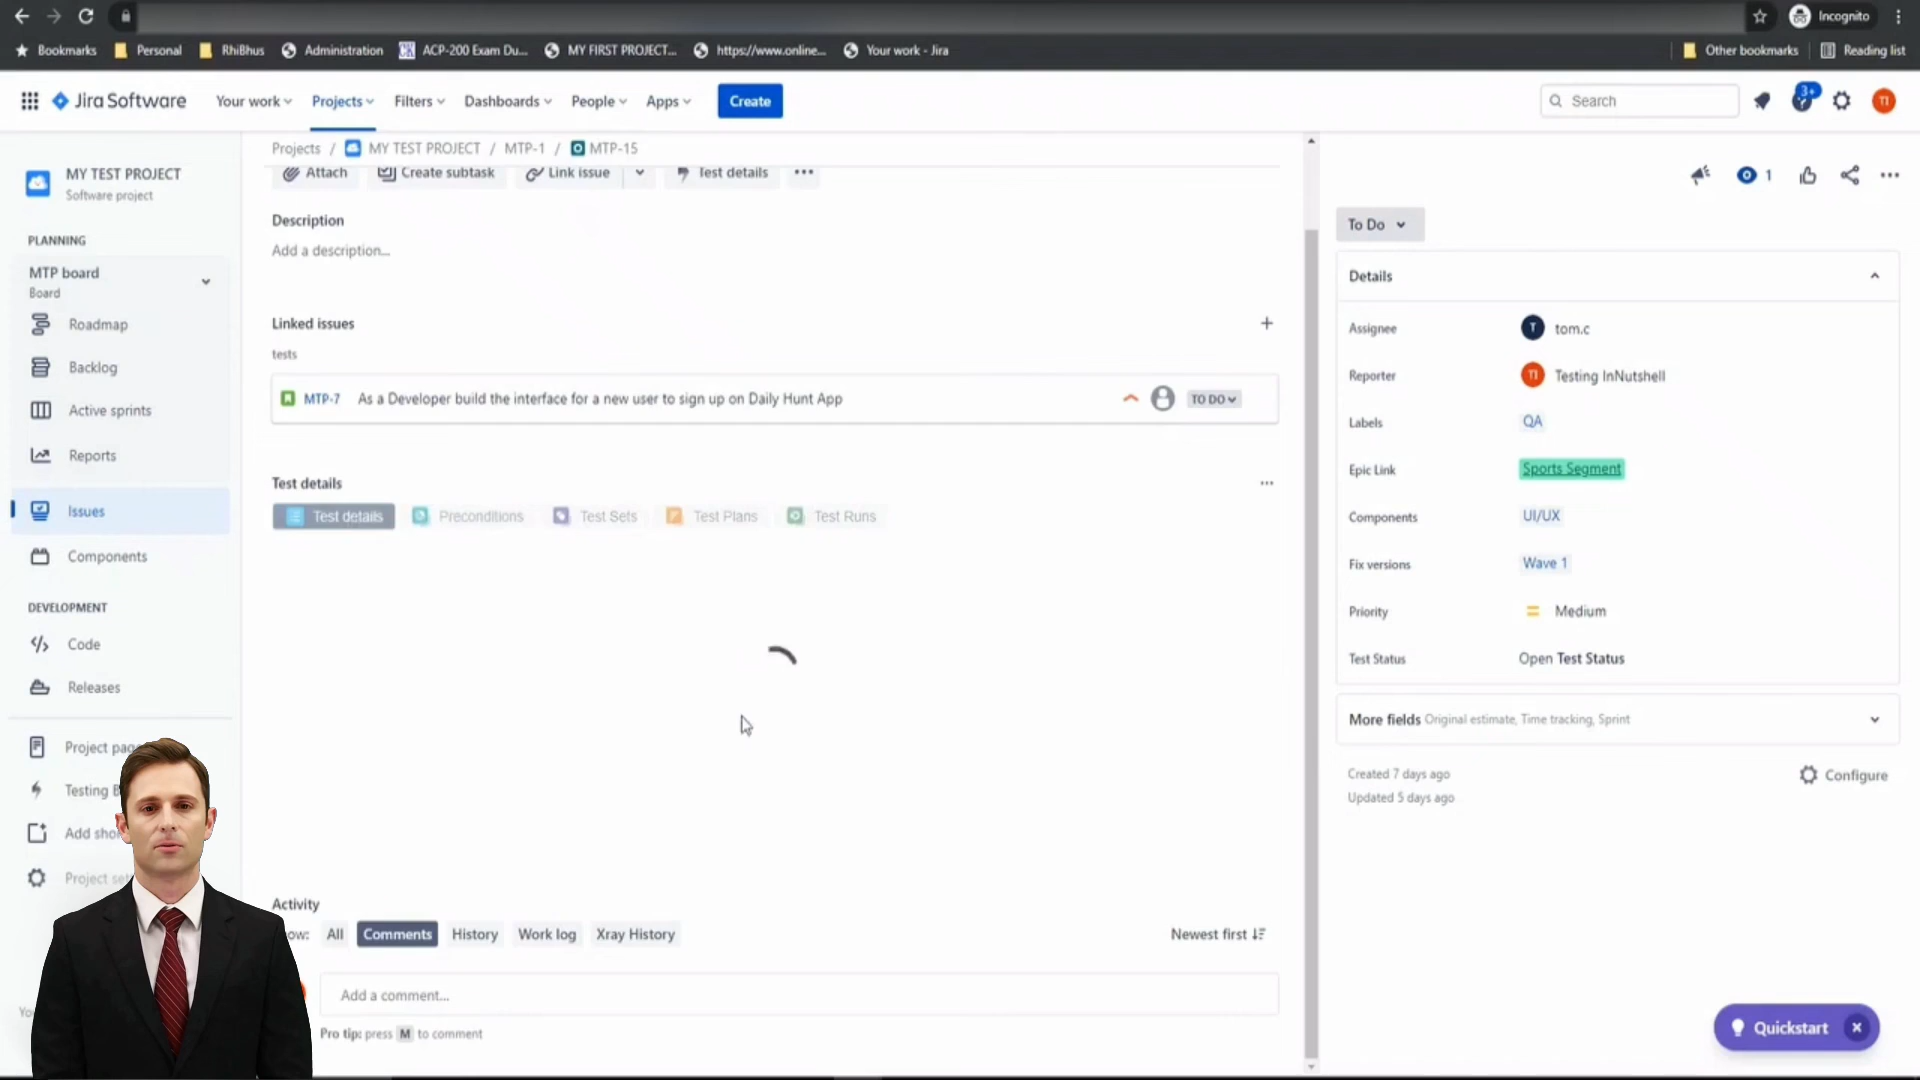 Incognito
Bookmarks
Personal
RhiBhus
Administration
ACP-200 Exam Du...
MY FIRST PROJECT...
https://www.online...
Your work - Jira
Other bookmarks
Reading list
Jira Software
Your work
Projects
Filters
Dashboards
People
Apps
Create
Search
3+
TI
MY TEST PROJECT
Software project
PLANNING
MTP board
Board
Roadmap
Backlog
Active sprints
Reports
Issues
Components
DEVELOPMENT
Code
Releases
Project pag
Testing B
Add sho
Project set
Projects / MY TEST PROJECT / MTP-1 / MTP-15
Attach
Create subtask
Link issue
Test details
Description
Add a description...
Linked issues
tests
MTP-7 As a Developer build the interface for a new user to sign up on Daily Hunt App
TO DO
Test details
Test details
Preconditions
Test Sets
Test Plans
Test Runs
Activity
ow: All Comments History Work log Xray History
Newest first
Add a comment...
Pro tip: press M to comment
1
To Do
Details
Assignee T tom.c
Reporter TI Testing InNutshell
Labels QA
Epic Link Sports Segment
Components UI/UX
Fix versions Wave 1
Priority Medium
Test Status Open Test Status
More fields Original estimate, Time tracking, Sprint
Created 7 days ago
Updated 5 days ago
Configure
Quickstart